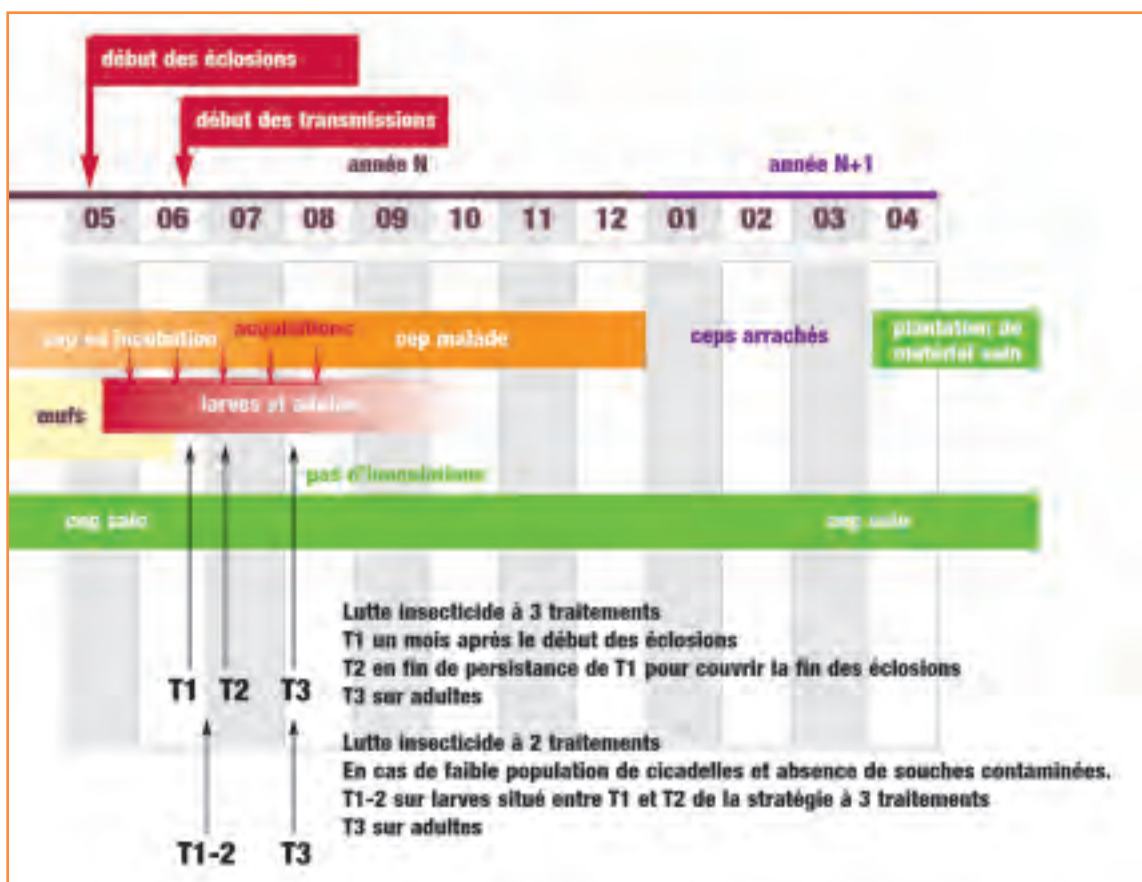 début des éclosions
début des transmissions
année N
année N+1
05 06 07 08 09 10 11 12 01 02 03 04
cep en incubation
acquisitions
cep malade
ceps arrachés
plantation de
matérial sain
larves et adultes
œufs
pas d'inoculations
cep sain
cep sain
Lutte insecticide à 3 traitements
T1 un mois après le début des éclosions
T2 en fin de persistance de T1 pour couvrir la fin des éclosions
T3 sur adultes
T1 T2 T3
Lutte insecticide à 2 traitements
En cas de faible population de cicadelles et absence de souches contaminées.
T1-2 sur larves situé entre T1 et T2 de la stratégie à 3 traitements
T3 sur adultes
T1-2 T3